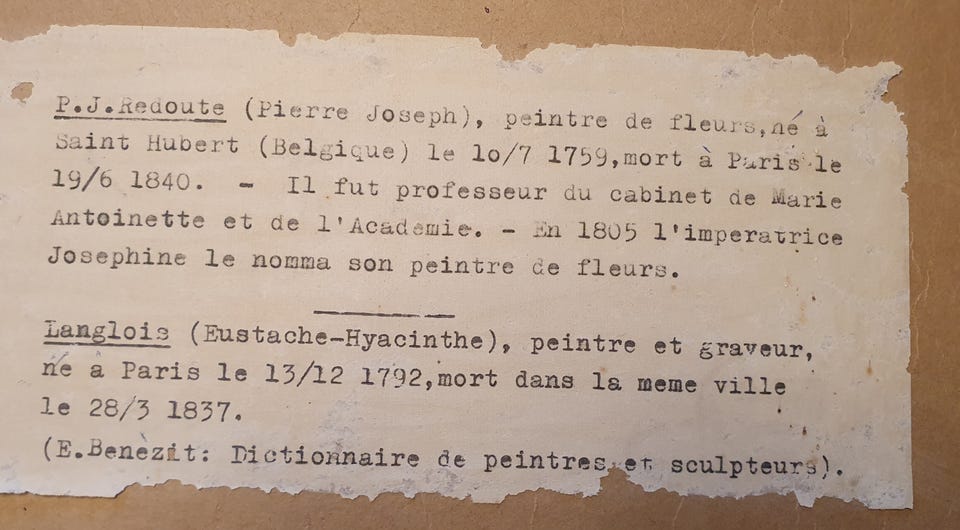 P.J.Redoute (Pierre Joseph), peintre de fleurs,né à
Saint Hubert (Belgique) le 1o/7 1759,mort à Paris le
19/6 1840. - Il fut professeur du cabinet de Marie
Antoinette et de l'Academie. - En 1805 l'imperatrice
Josephine le nomma son peintre de fleurs.
Langlois (Eustache-Hyacinthe), peintre et graveur,
né à Paris le 13/12 1792,mort dans la meme ville
le 28/3 1837.
(E.Benèzit: Dictionnaire de peintres et sculpteurs).